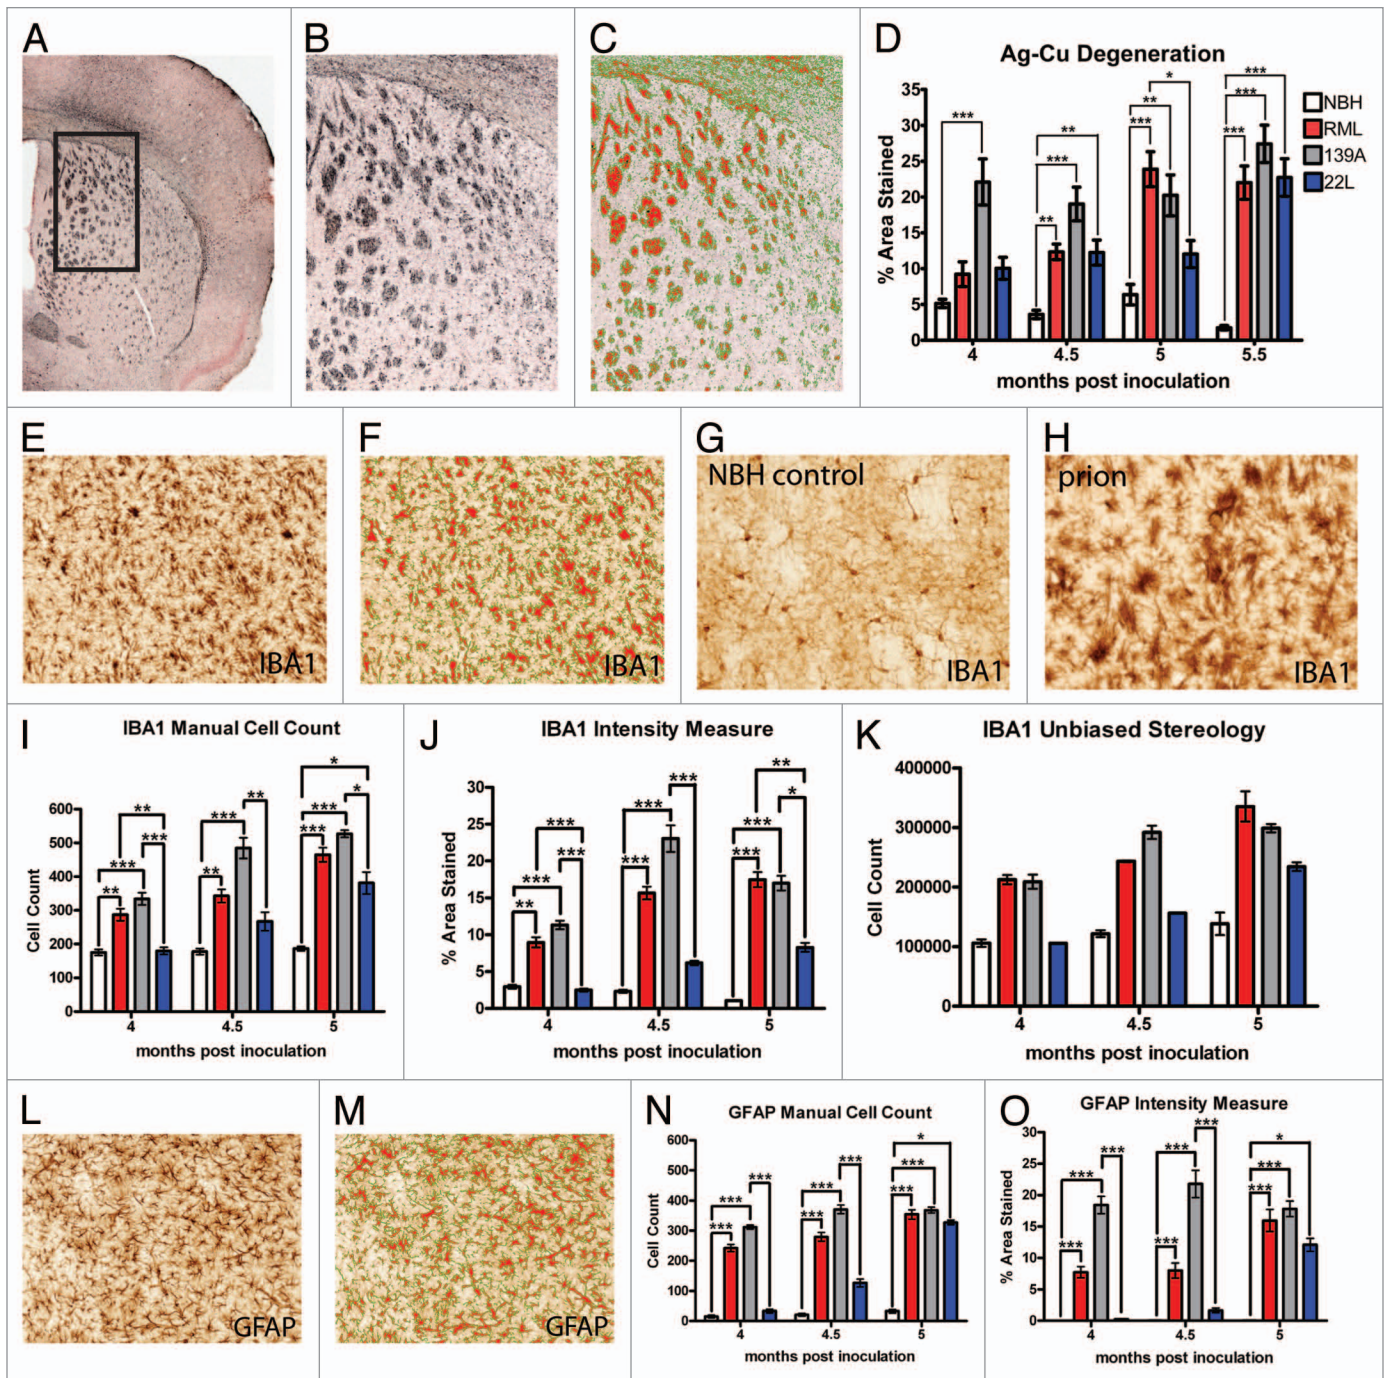 A
B
C
D
Ag-Cu Degeneration
% Area Stained
35
30
25
20
15
10
5
0
***
**
***
**
***
**
*
***
***
***
4
4.5
5
5.5
months post inoculation
NBH
RML
139A
22L
E
IBA1
F
IBA1
G
NBH control
IBA1
H
prion
IBA1
I
IBA1 Manual Cell Count
Cell Count
600
500
400
300
200
100
0
**
***
***
**
***
**
**
*
***
*
***
4
4.5
5
months post inoculation
J
IBA1 Intensity Measure
% Area Stained
30
25
20
15
10
5
0
***
***
***
**
***
***
***
**
*
***
***
4
4.5
5
months post inoculation
K
IBA1 Unbiased Stereology
Cell Count
400000
300000
200000
100000
0
4
4.5
5
months post inoculation
L
GFAP
M
GFAP
N
GFAP Manual Cell Count
Cell Count
600
500
400
300
200
100
0
***
***
***
***
***
***
*
***
***
4
4.5
5
months post inoculation
O
GFAP Intensity Measure
% Area Stained
30
25
20
15
10
5
0
***
***
***
***
***
***
*
***
***
4
4.5
5
months post inoculation